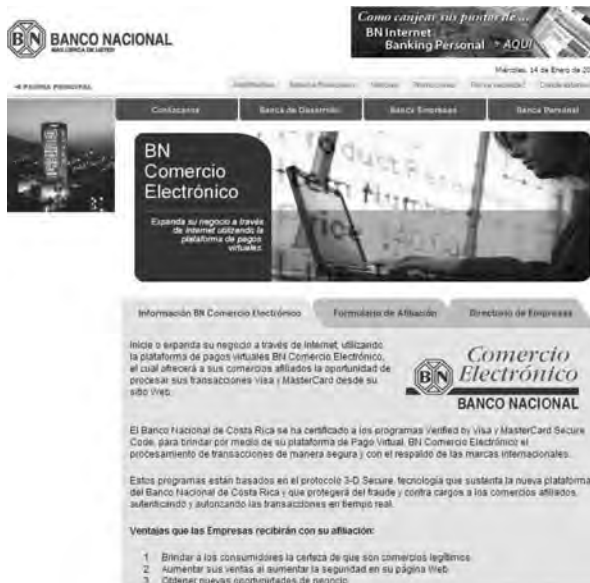 Como canjear sus puntos de ...
BN Internet
Banking Personal
AQUI
BN BANCO NACIONAL
Miércoles, 14 de Enero de 20
PAGINA PRINCIPAL
Contáctenos
Banca de Desarrollo
Banca Empresas
Banca Personal
BN
Comercio
Electrónico
Expanda su negocio a través
de Internet utilizando la
plataforma de pagos
virtuales.
Información BN Comercio Electrónico
Formulario de Afiliación
Directorio de Empresas
Inicie o expanda su negocio a través de Internet, utilizando
la plataforma de pagos virtuales BN Comercio Electrónico,
el cual ofrecerá a sus comercios afiliados la oportunidad de
procesar sus transacciones Visa y MasterCard desde su
sitio Web.
Comercio
BN Electrónico
BANCO NACIONAL
El Banco Nacional de Costa Rica se ha certificado a los programas Verified by Visa y MasterCard Secure
Code, para brindar por medio de su plataforma de Pago Virtual, BN Comercio Electrónico el
procesamiento de transacciones de manera segura y con el respaldo de las marcas internacionales.
Estos programas están basados en el protocolo 3-D Secure, tecnología que sustenta la nueva plataforma
del Banco Nacional de Costa Rica y que protegerá del fraude y contra cargos a los comercios afiliados,
autenticando y autorizando las transacciones en tiempo real.
Ventajas que las Empresas recibirán con su afiliación:
1. Brindar a los consumidores la certeza de que son comercios legítimos
2. Aumentar sus ventas al aumentar la seguridad en su página Web
3. Obtener nuevas oportunidades de negocio